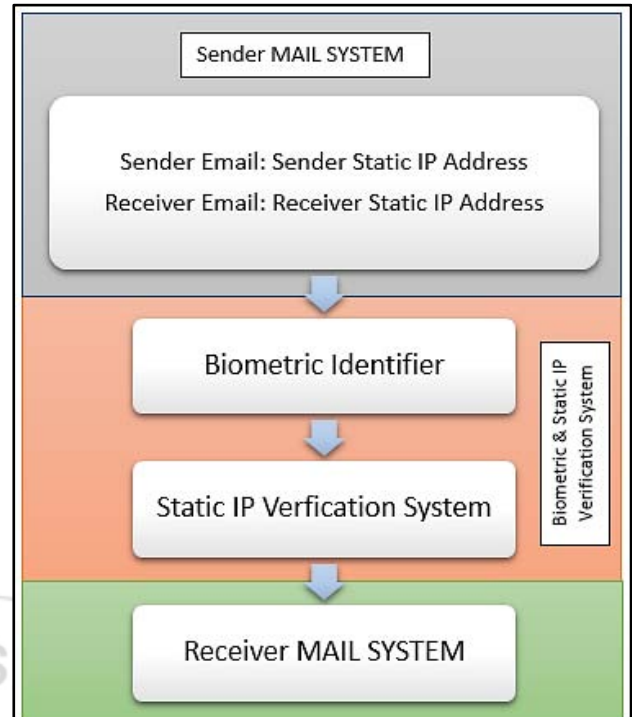 Sender MAIL SYSTEM
Sender Email: Sender Static IP Address
Receiver Email: Receiver Static IP Address
Biometric Identifier
Biometric & Static IP
Verification System
Static IP Verfication System
Receiver MAIL SYSTEM